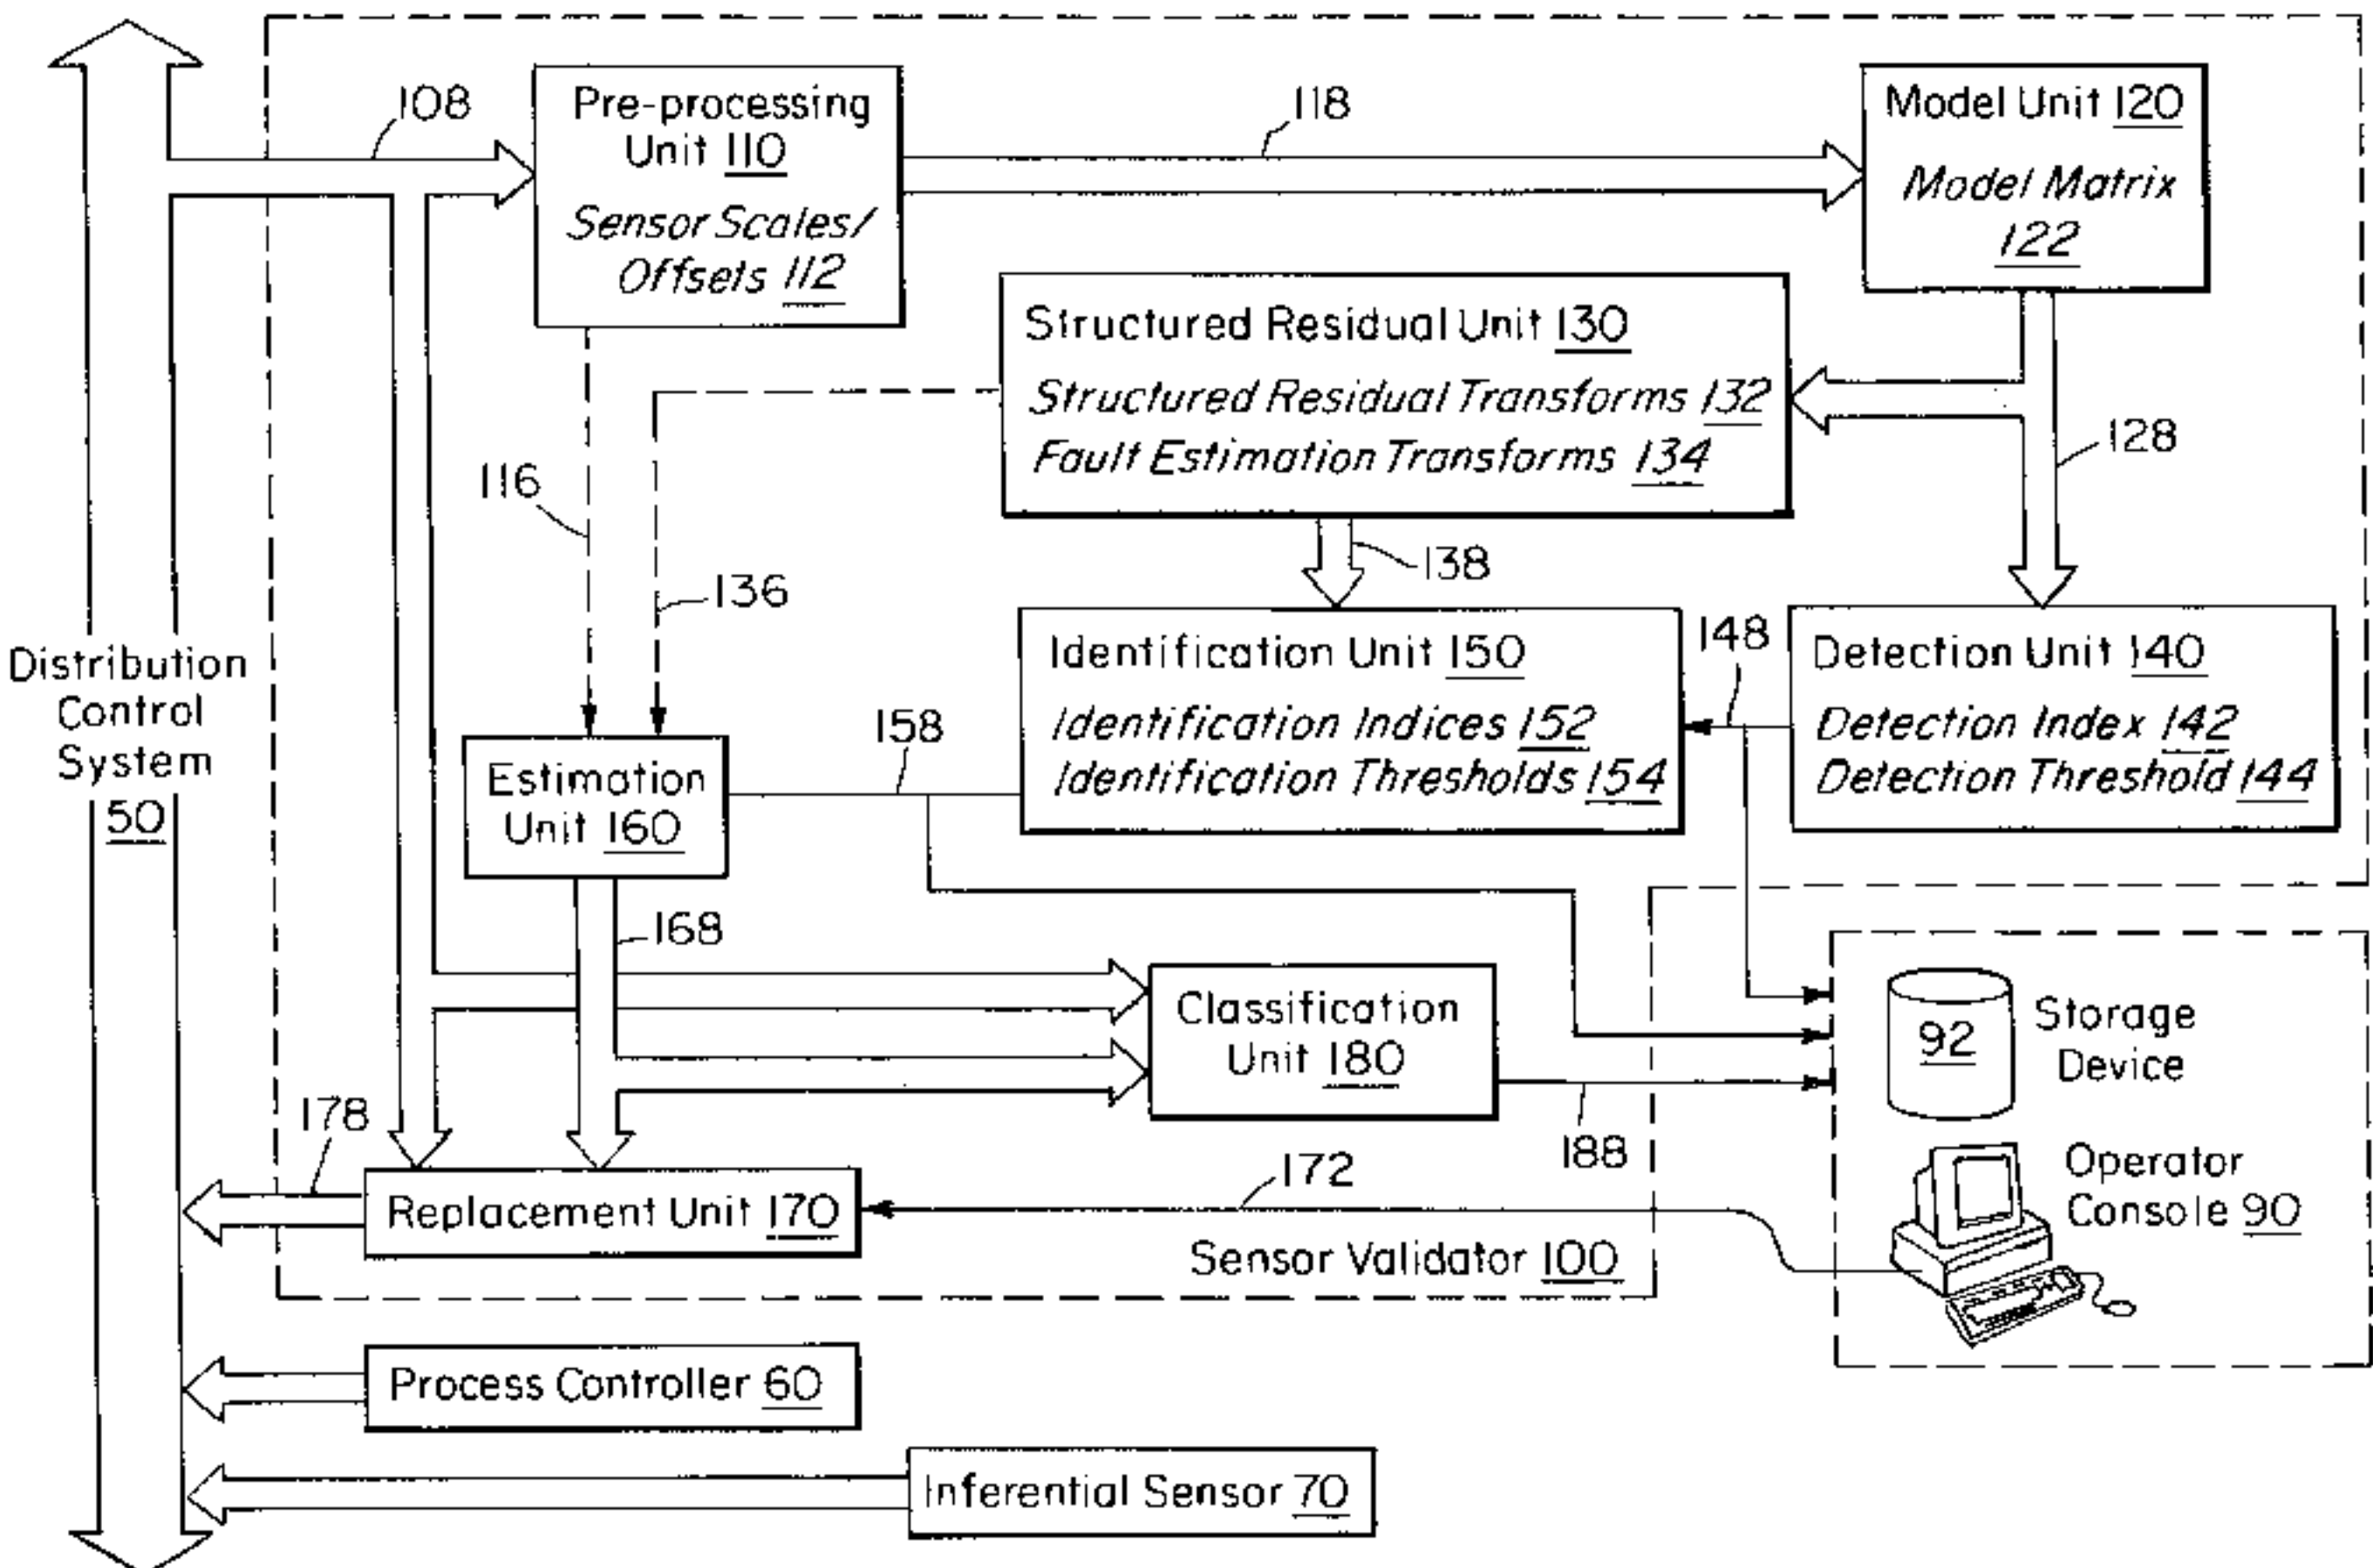 108
Pre-processing
Unit 110
Sensor Scales/
Offsets 112
118
Model Unit 120
Model Matrix
122
Structured Residual Unit 130
Structured Residual Transforms 132
Fault Estimation Transforms 134
128
116
136
138
Distribution
Control
System
50
Identification Unit 150
Identification Indices 152
Identification Thresholds 154
148
Detection Unit 140
Detection Index 142
Detection Threshold 144
158
Estimation
Unit 160
168
Classification
Unit 180
92
Storage
Device
178
188
172
Replacement Unit 170
Operator
Console 90
Sensor Validator 100
Process Controller 60
Inferential Sensor 70